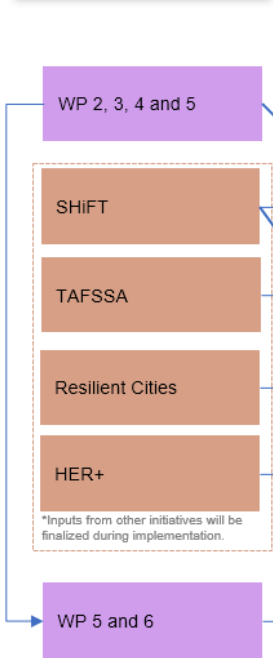 WP 2, 3, 4 and 5
SHiFT
TAFSSA
Resilient Cities
HER+
*Inputs from other initiatives will be
finalized during implementation.
WP 5 and 6